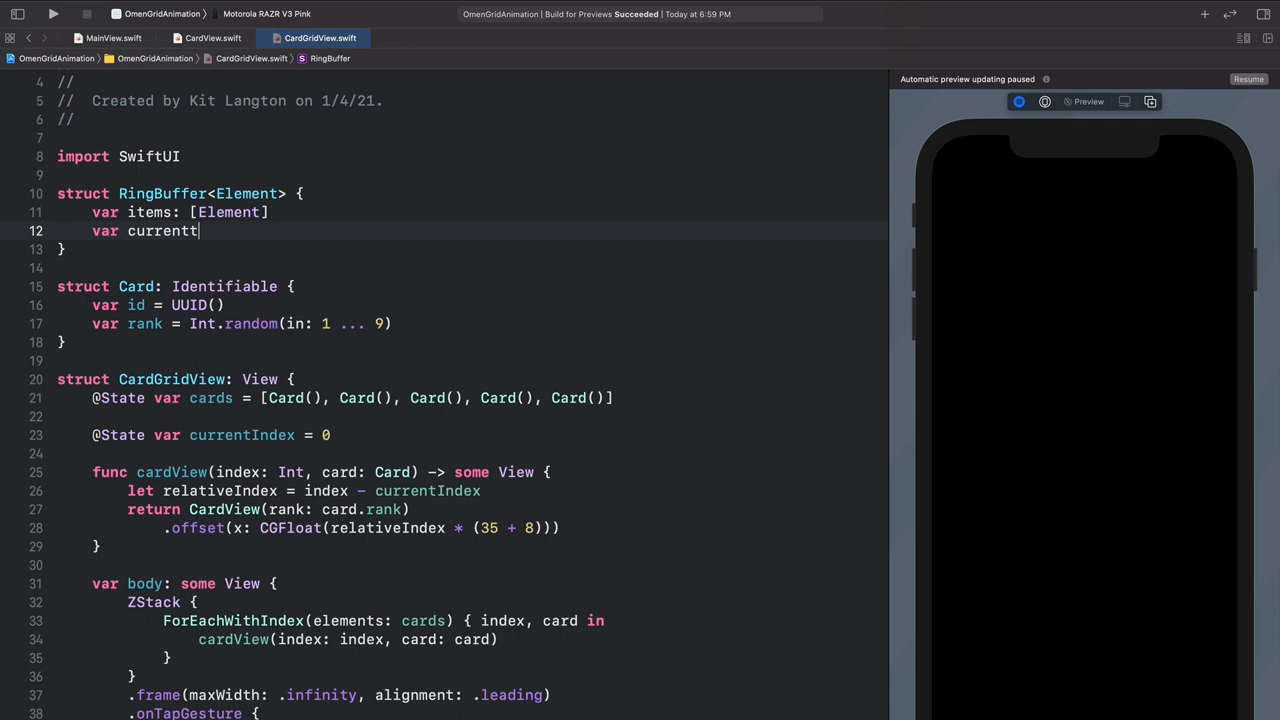 OmenGridAnimation 〉 Motorola RAZR V3 Pink
OmenGridAnimation | Build for Previews Succeeded | Today at 6:59 PM
MainView.swift CardView.swift CardGridView.swift
OmenGridAnimation 〉 OmenGridAnimation 〉 CardGridView.swift 〉 S RingBuffer
Automatic preview updating paused
Resume
Preview
4 //
5 //  Created by Kit Langton on 1/4/21.
6 //
7
8 import SwiftUI
9
10 struct RingBuffer<Element> {
11     var items: [Element]
12     var currentt
13 }
14
15 struct Card: Identifiable {
16     var id = UUID()
17     var rank = Int.random(in: 1 ... 9)
18 }
19
20 struct CardGridView: View {
21     @State var cards = [Card(), Card(), Card(), Card(), Card()]
22
23     @State var currentIndex = 0
24
25     func cardView(index: Int, card: Card) -> some View {
26         let relativeIndex = index - currentIndex
27         return CardView(rank: card.rank)
28             .offset(x: CGFloat(relativeIndex * (35 + 8)))
29     }
30
31     var body: some View {
32         ZStack {
33             ForEachWithIndex(elements: cards) { index, card in
34                 cardView(index: index, card: card)
35             }
36         }
37         .frame(maxWidth: .infinity, alignment: .leading)
38         .onTapGesture {